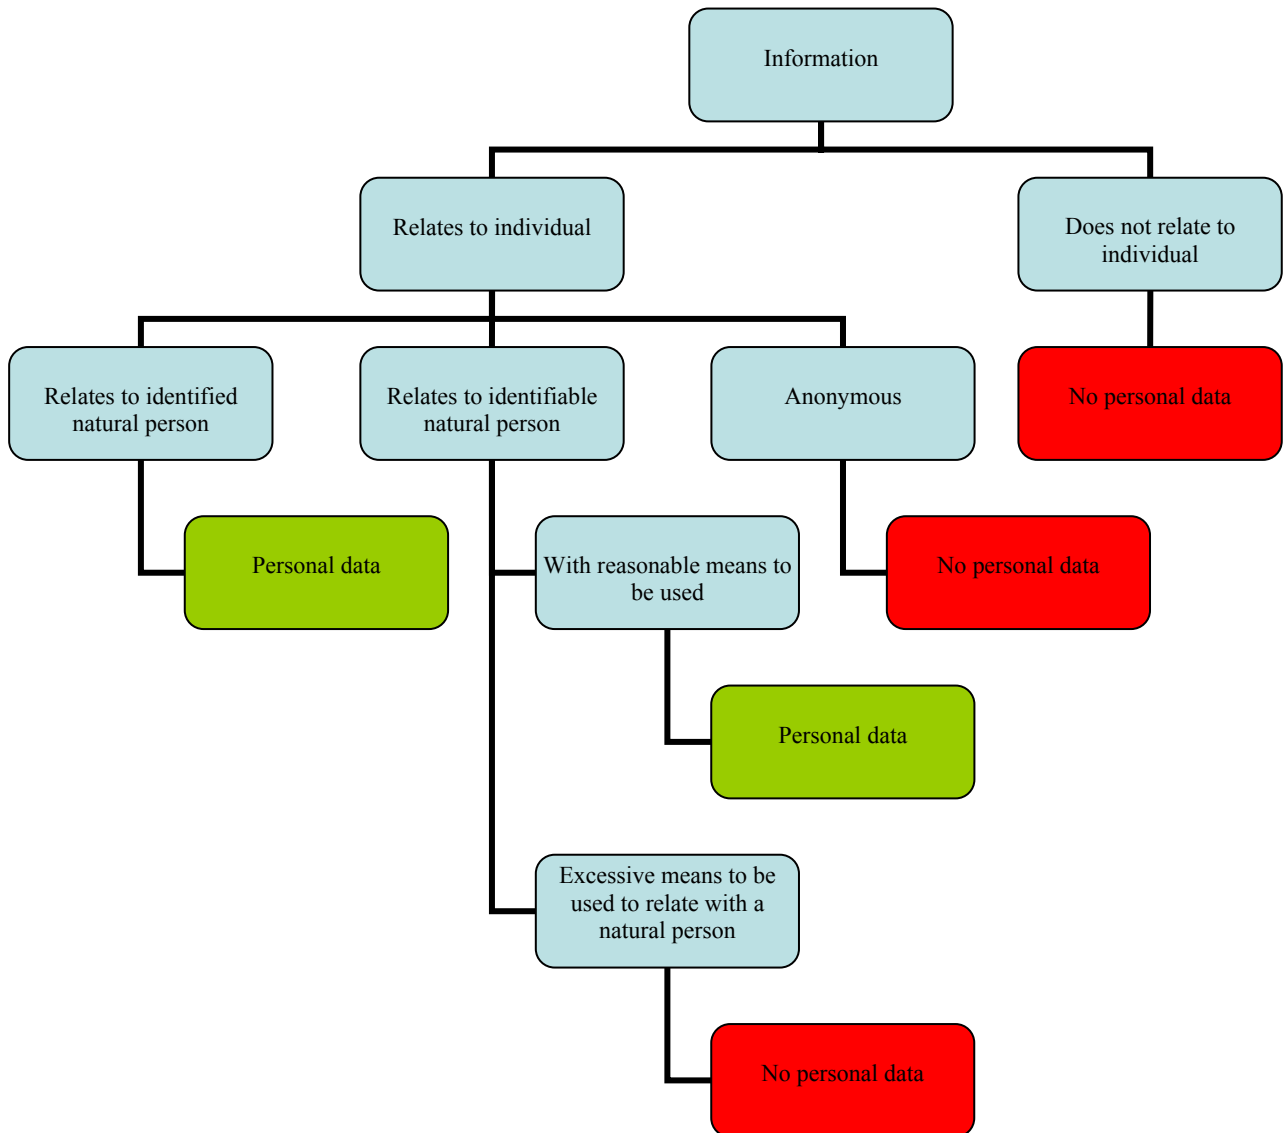 Information
Relates to individual
Does not relate to
individual
Relates to identified
natural person
Relates to identifiable
natural person
Anonymous
No personal data
Personal data
With reasonable means to
be used
No personal data
Personal data
Excessive means to be
used to relate with a
natural person
No personal data